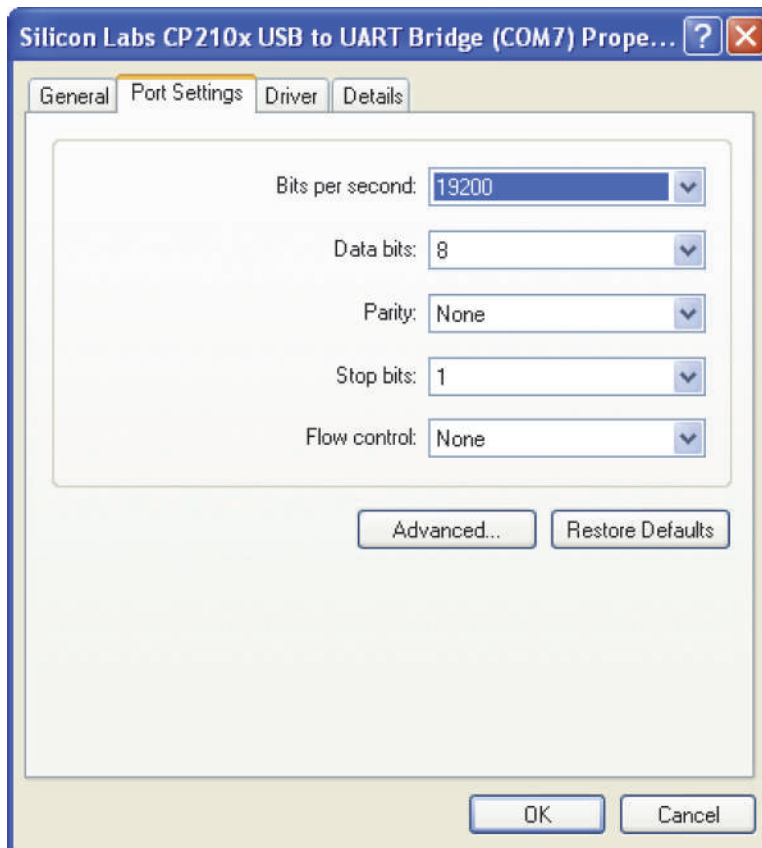 Silicon Labs CP210x USB to UART Bridge (COM7) Prope... ?
General Port Settings Driver Details
Bits per second: 19200
Data bits: 8
Parity: None
Stop bits: 1
Flow control: None
Advanced... Restore Defaults
OK Cancel